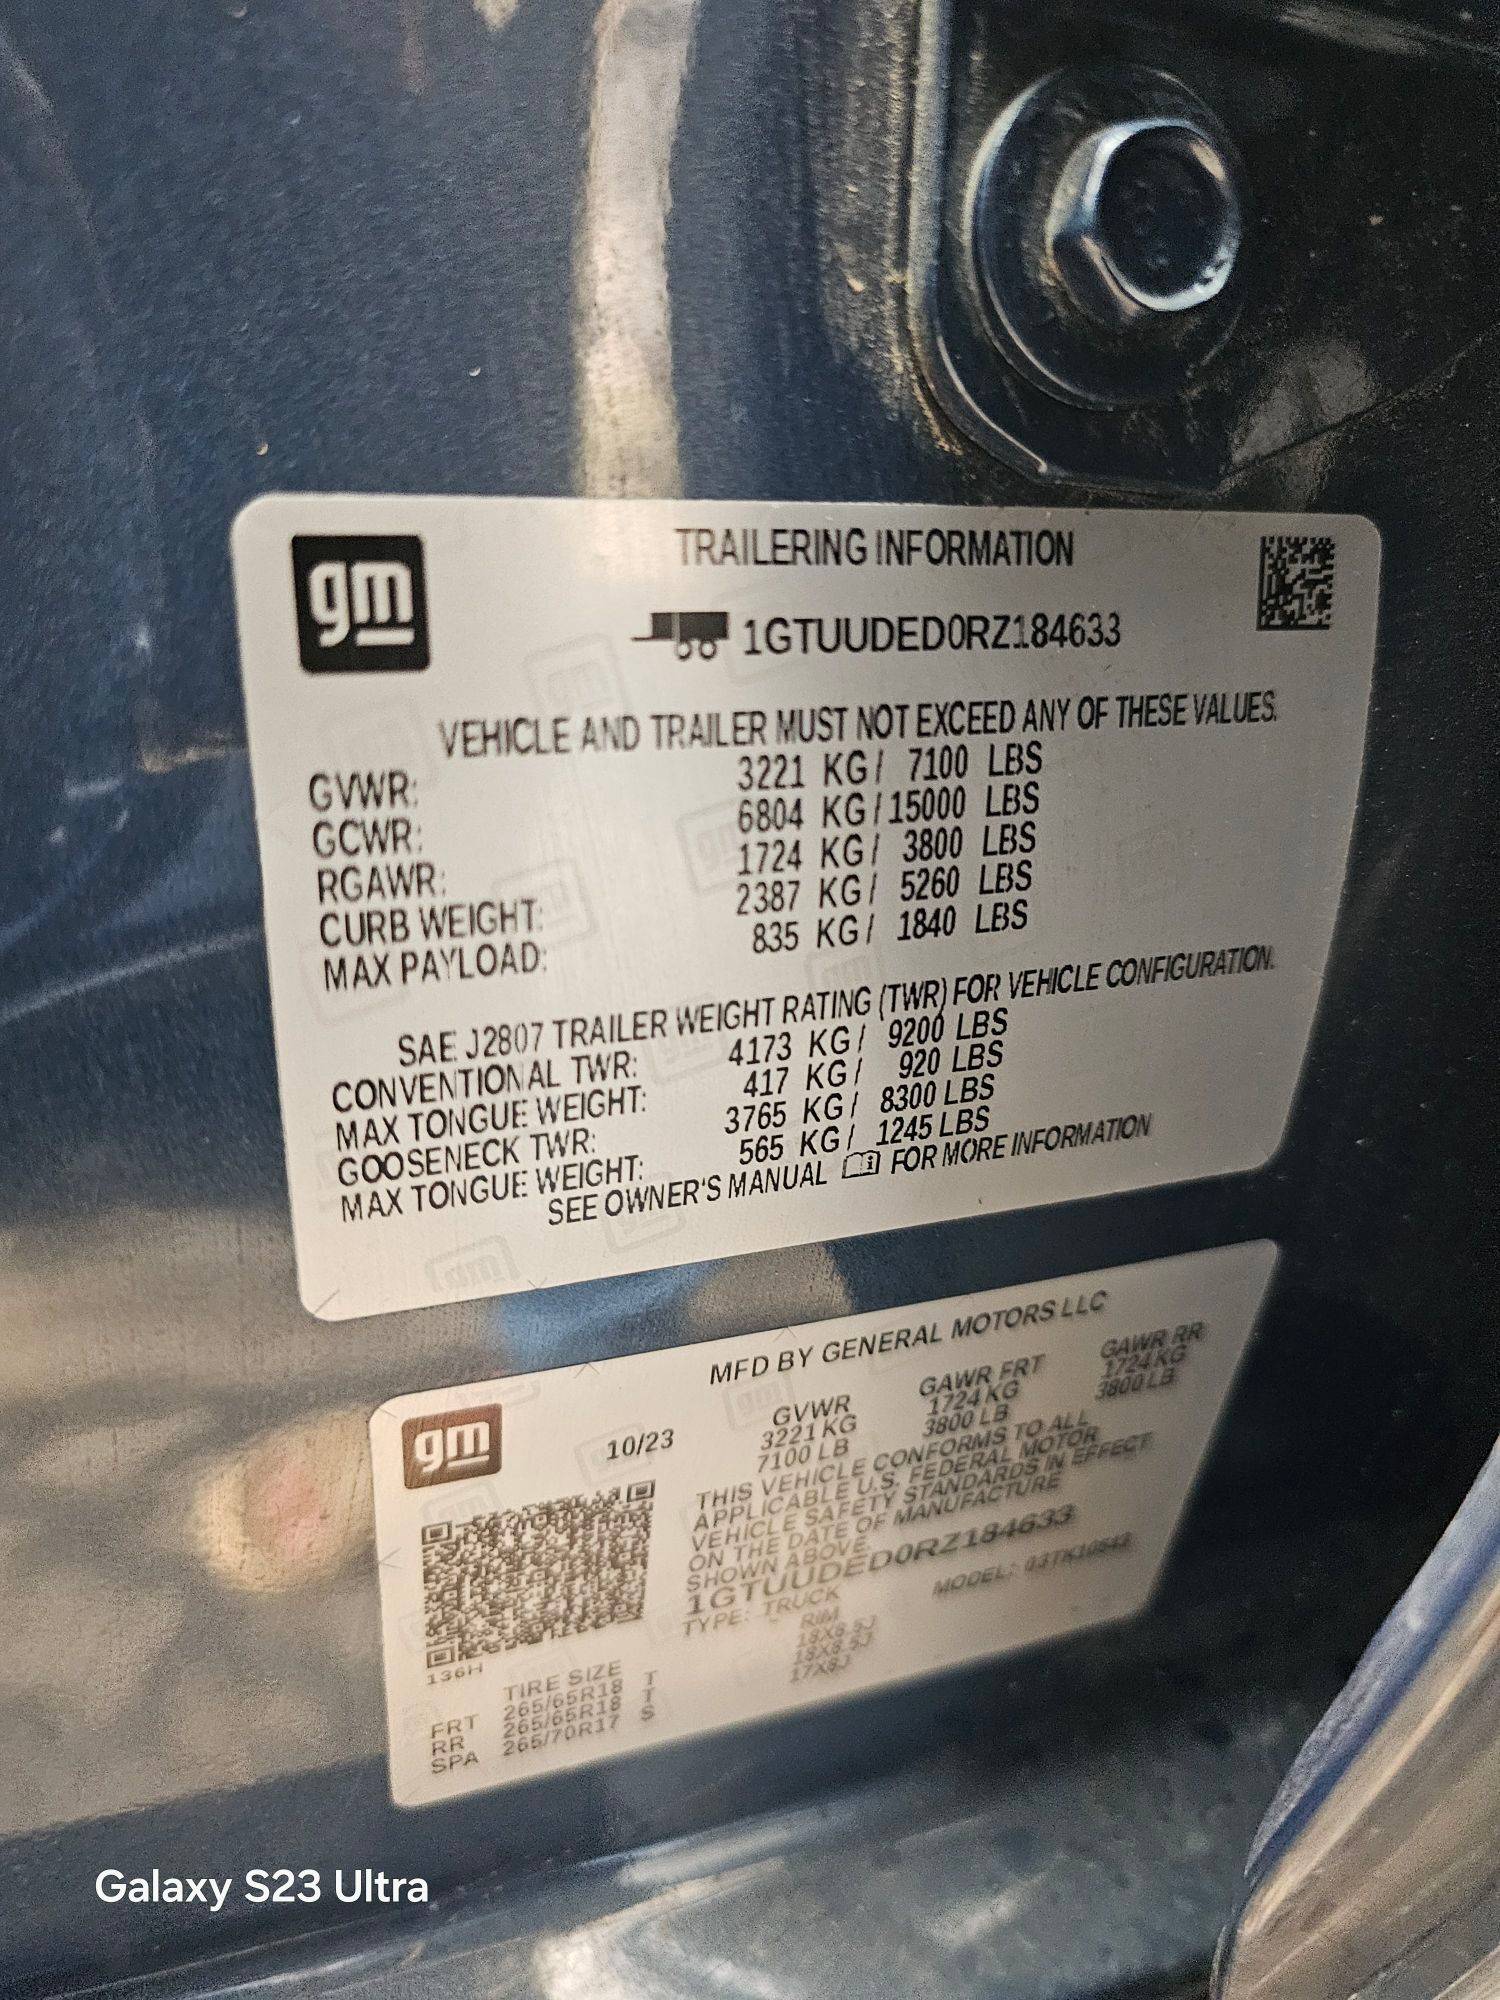 gm
TRAILERING INFORMATION
1GTUUDED0RZ184633
VEHICLE AND TRAILER MUST NOT EXCEED ANY OF THESE VALUES.
GVWR: 3221 KG / 7100 LBS
GCWR: 6804 KG / 15000 LBS
RGAWR: 1724 KG / 3800 LBS
CURB WEIGHT: 2387 KG / 5260 LBS
MAX PAYLOAD: 835 KG / 1840 LBS
SAE J2807 TRAILER WEIGHT RATING (TWR) FOR VEHICLE CONFIGURATION.
CONVENTIONAL TWR: 4173 KG / 9200 LBS
MAX TONGUE WEIGHT: 417 KG / 920 LBS
GOOSENECK TWR: 3765 KG / 8300 LBS
MAX TONGUE WEIGHT: 565 KG / 1245 LBS
SEE OWNER'S MANUAL FOR MORE INFORMATION
MFD BY GENERAL MOTORS LLC
gm
10/23
GVWR GAWR FRT GAWR RR
3221 KG 1724 KG 1724 KG
7100 LB 3800 LB 3800 LB
THIS VEHICLE CONFORMS TO ALL
APPLICABLE U.S. FEDERAL MOTOR
VEHICLE SAFETY STANDARDS IN EFFECT
ON THE DATE OF MANUFACTURE
SHOWN ABOVE.
1GTUUDED0RZ184633
TYPE: TRUCK MODEL:
136H
TIRE SIZE RIM
FRT 265/65R18 T 18X8.5J
RR 265/65R18 T 18X8.5J
SPA 265/70R17 S 17X8J
Galaxy S23 Ultra